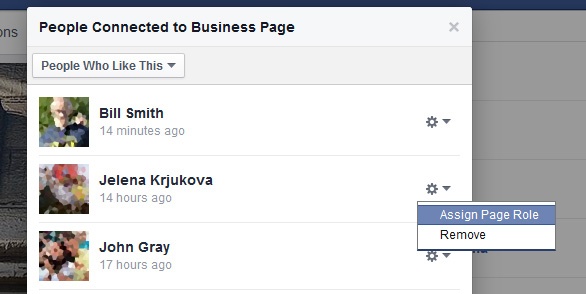 ons
People Connected to Business Page ×
People Who Like This
Bill Smith
14 minutes ago
Jelena Krjukova
14 hours ago
Assign Page Role
Remove
John Gray
17 hours ago